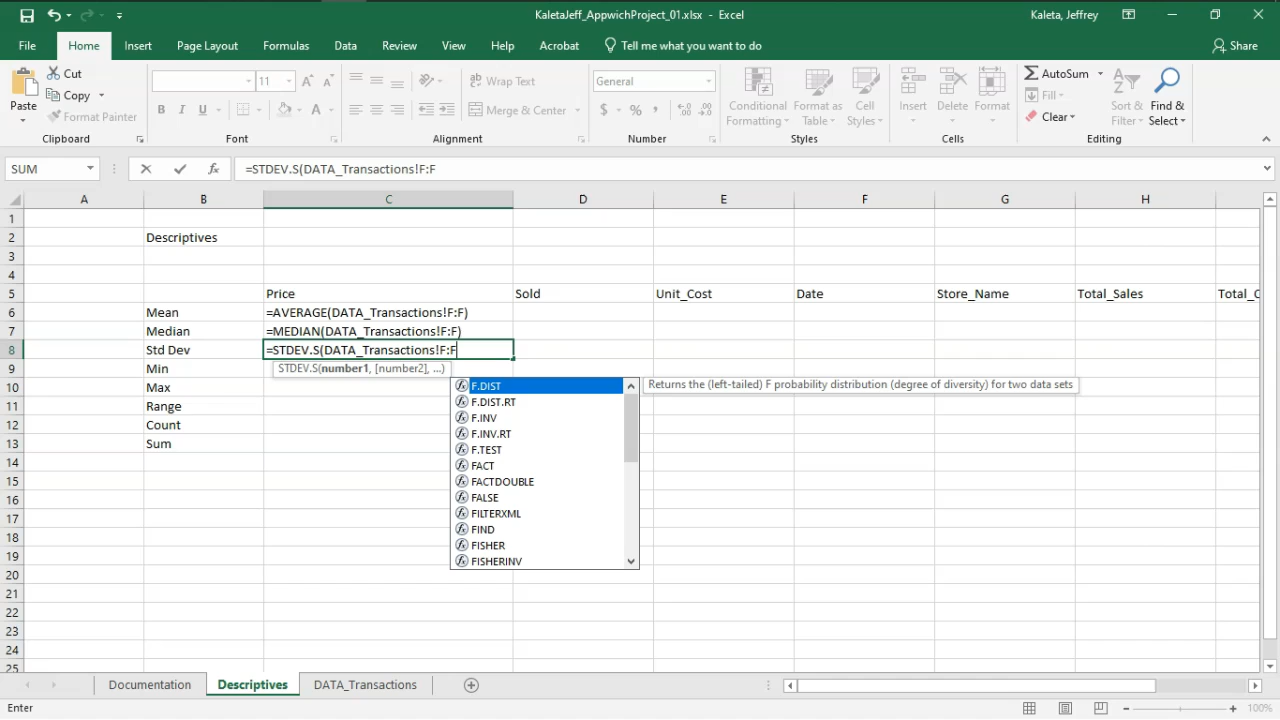 KaletaJeff_AppwichProject_01.xlsx - Excel
Kaleta, Jeffrey
File Home Insert Page Layout Formulas Data Review View Help Acrobat Tell me what you want to do Share
Paste
Cut
Copy
Format Painter
Clipboard
11
B I U
Font
Wrap Text
Merge & Center
Alignment
General
$ % ,
Number
Conditional Formatting
Format as Table
Cell Styles
Styles
Insert Delete Format
Cells
AutoSum
Fill
Clear
Sort & Filter
Find & Select
Editing
SUM fx =STDEV.S(DATA_Transactions!F:F
A B C D E F G H
1
2 Descriptives
3
4
5 Price Sold Unit_Cost Date Store_Name Total_Sales Total_C
6 Mean =AVERAGE(DATA_Transactions!F:F)
7 Median =MEDIAN(DATA_Transactions!F:F)
8 Std Dev =STDEV.S(DATA_Transactions!F:F
9 Min STDEV.S(number1, [number2], ...)
10 Max F.DIST Returns the (left-tailed) F probability distribution (degree of diversity) for two data sets
11 Range F.DIST.RT
12 Count F.INV
13 Sum F.INV.RT
14 F.TEST
15 FACT
16 FACTDOUBLE
17 FALSE
18 FILTERXML
19 FIND
20 FISHER
21 FISHERINV
22
23
24
25
Documentation Descriptives DATA_Transactions
Enter 100%